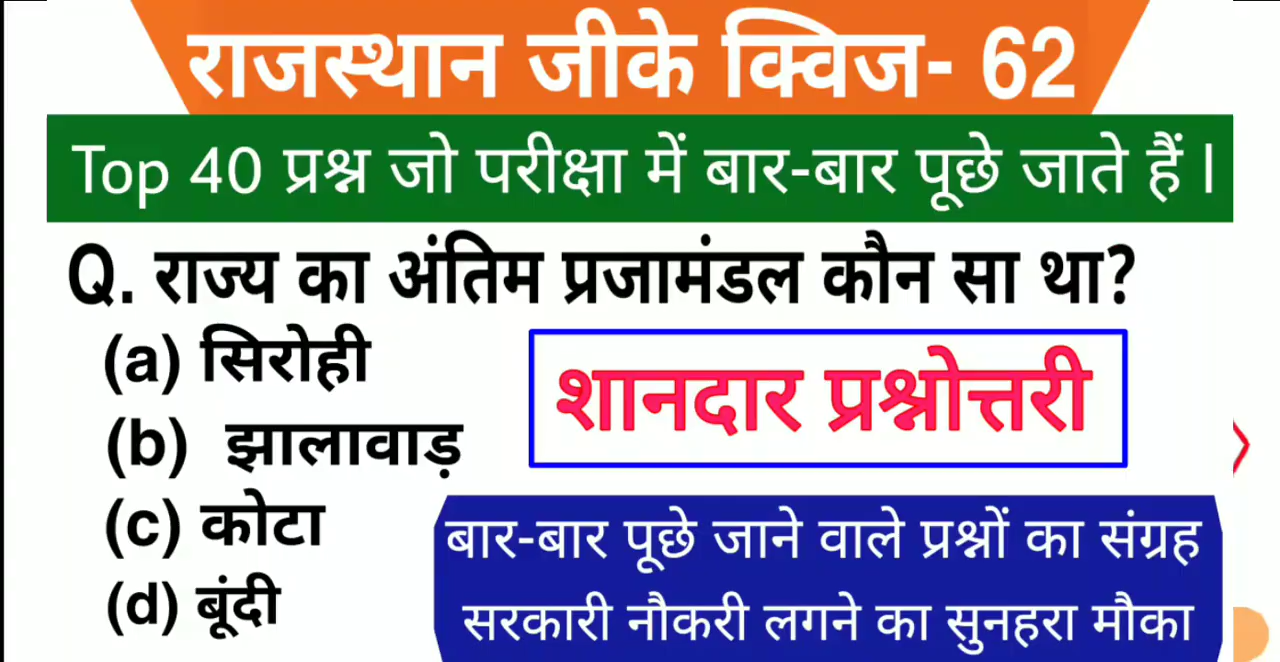 राजस्थान जीके क्विज- 62
Top 40 प्रश्न जो परीक्षा में बार-बार पूछे जाते हैं।
Q. राज्य का अंतिम प्रजामंडल कौन सा था?
(a) सिरोही
(b) झालावाड़
(c) कोटा
(d) बूंदी
शानदार प्रश्नोत्तरी
बार-बार पूछे जाने वाले प्रश्नों का संग्रह
सरकारी नौकरी लगने का सुनहरा मौका